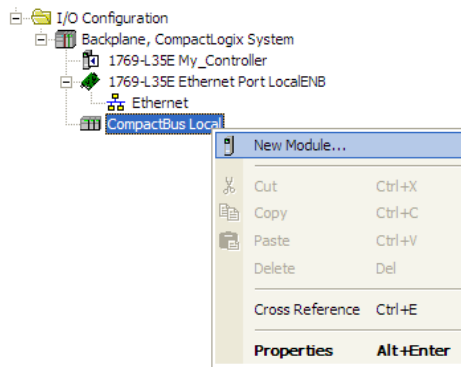 I/O Configuration
Backplane, CompactLogix System
1769-L35E My_Controller
1769-L35E Ethernet Port LocalENB
Ethernet
CompactBus Local
New Module...
Cut Ctrl+X
Copy Ctrl+C
Paste Ctrl+V
Delete Del
Cross Reference Ctrl+E
Properties Alt+Enter